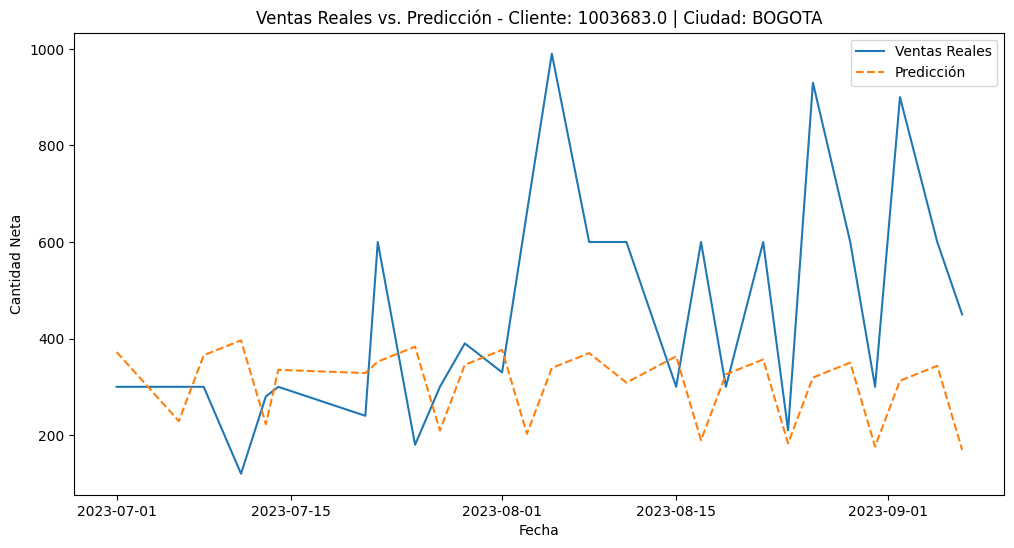 Ventas Reales vs. Predicción - Cliente: 1003683.0 | Ciudad: BOGOTA
Ventas Reales
Predicción
Cantidad Neta
1000
800
600
400
200
2023-07-01
2023-07-15
2023-08-01
2023-08-15
2023-09-01
Fecha